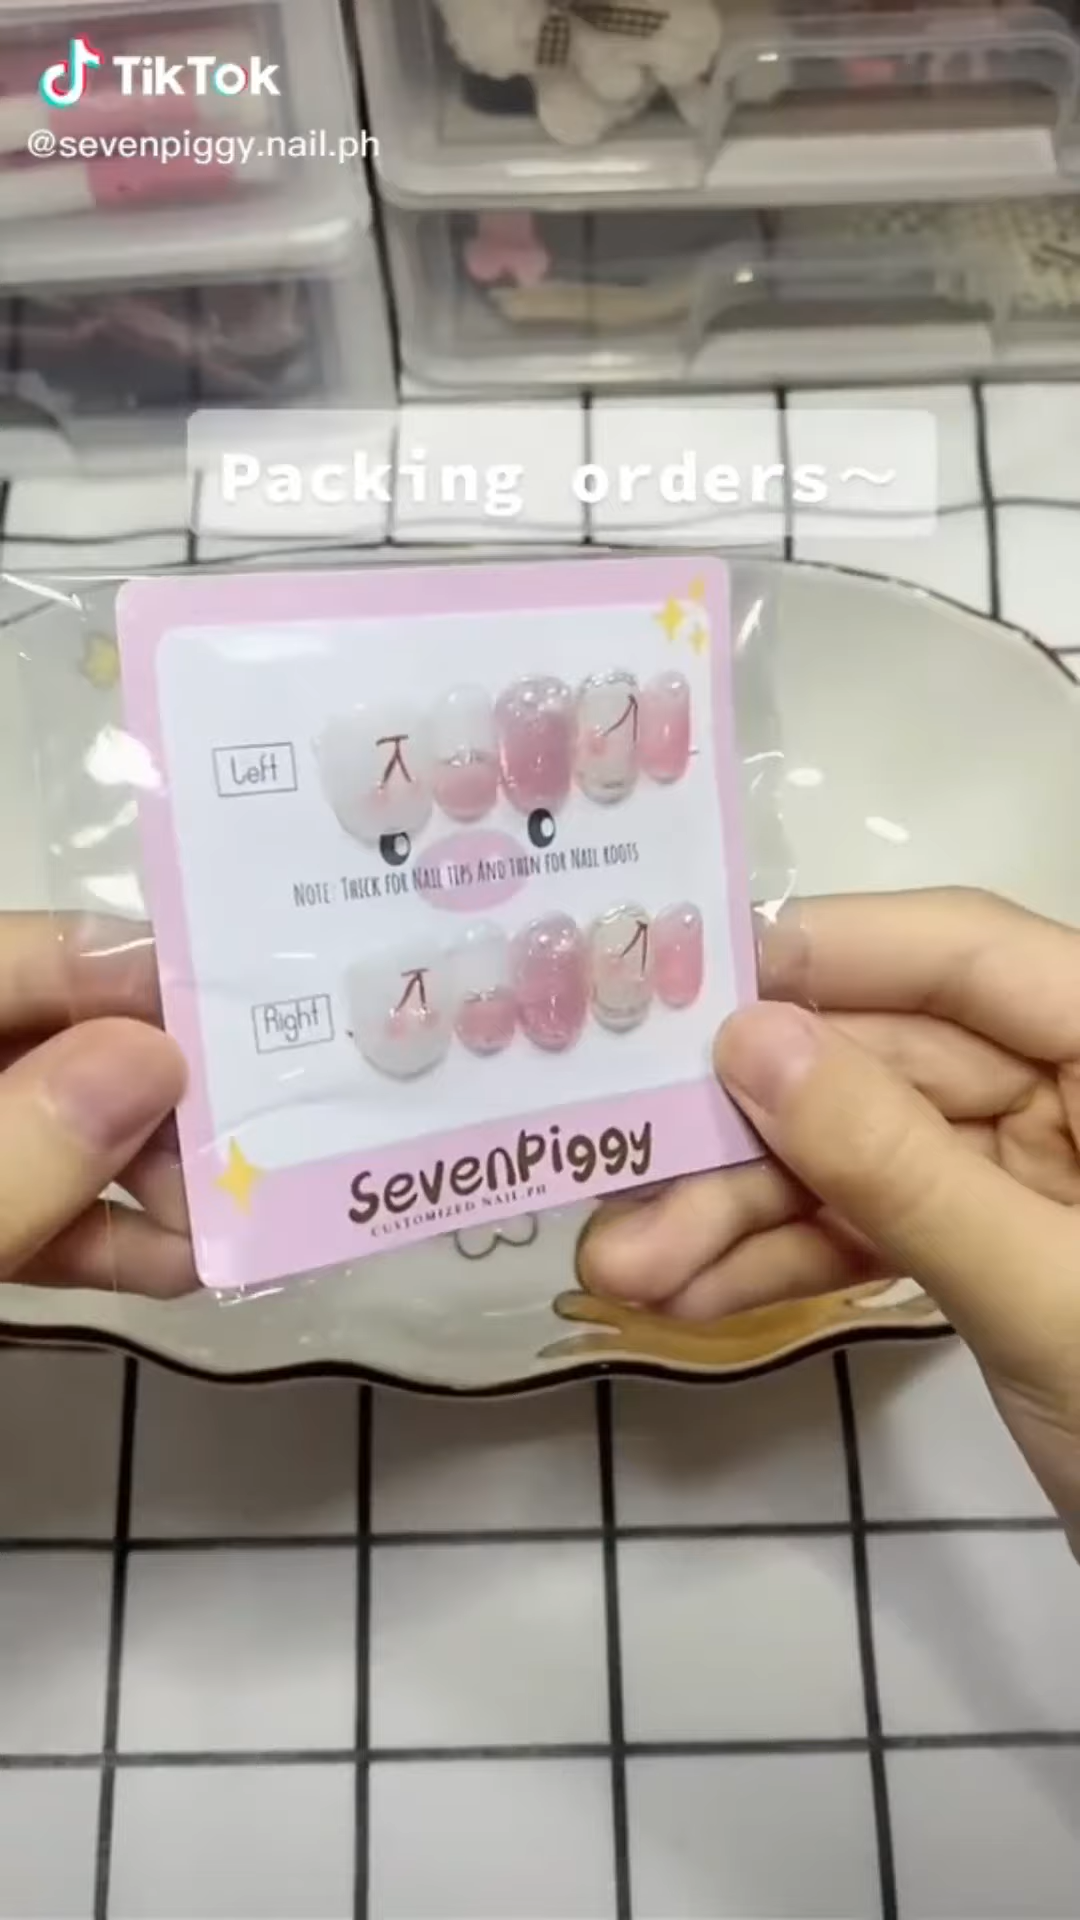 TikTok
@sevenpiggy.nail.ph
Packing orders~
Left
Note: Thick for Nail tips And thin for Nail roots
Right
SevenPiggy
CUSTOMIZED NAIL.PH